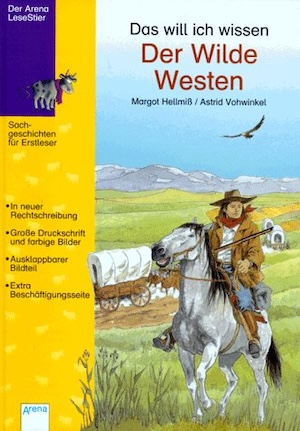 Der Arena
LeseStier
Das will ich wissen
Der Wilde
Westen
Margot Hellmiß / Astrid Vohwinkel
Sach-
geschichten
für Erstleser
• In neuer
Rechtschreibung
• Große Druckschrift
und farbige Bilder
• Ausklappbarer
Bildteil
• Extra
Beschäftigungsseite
Arena